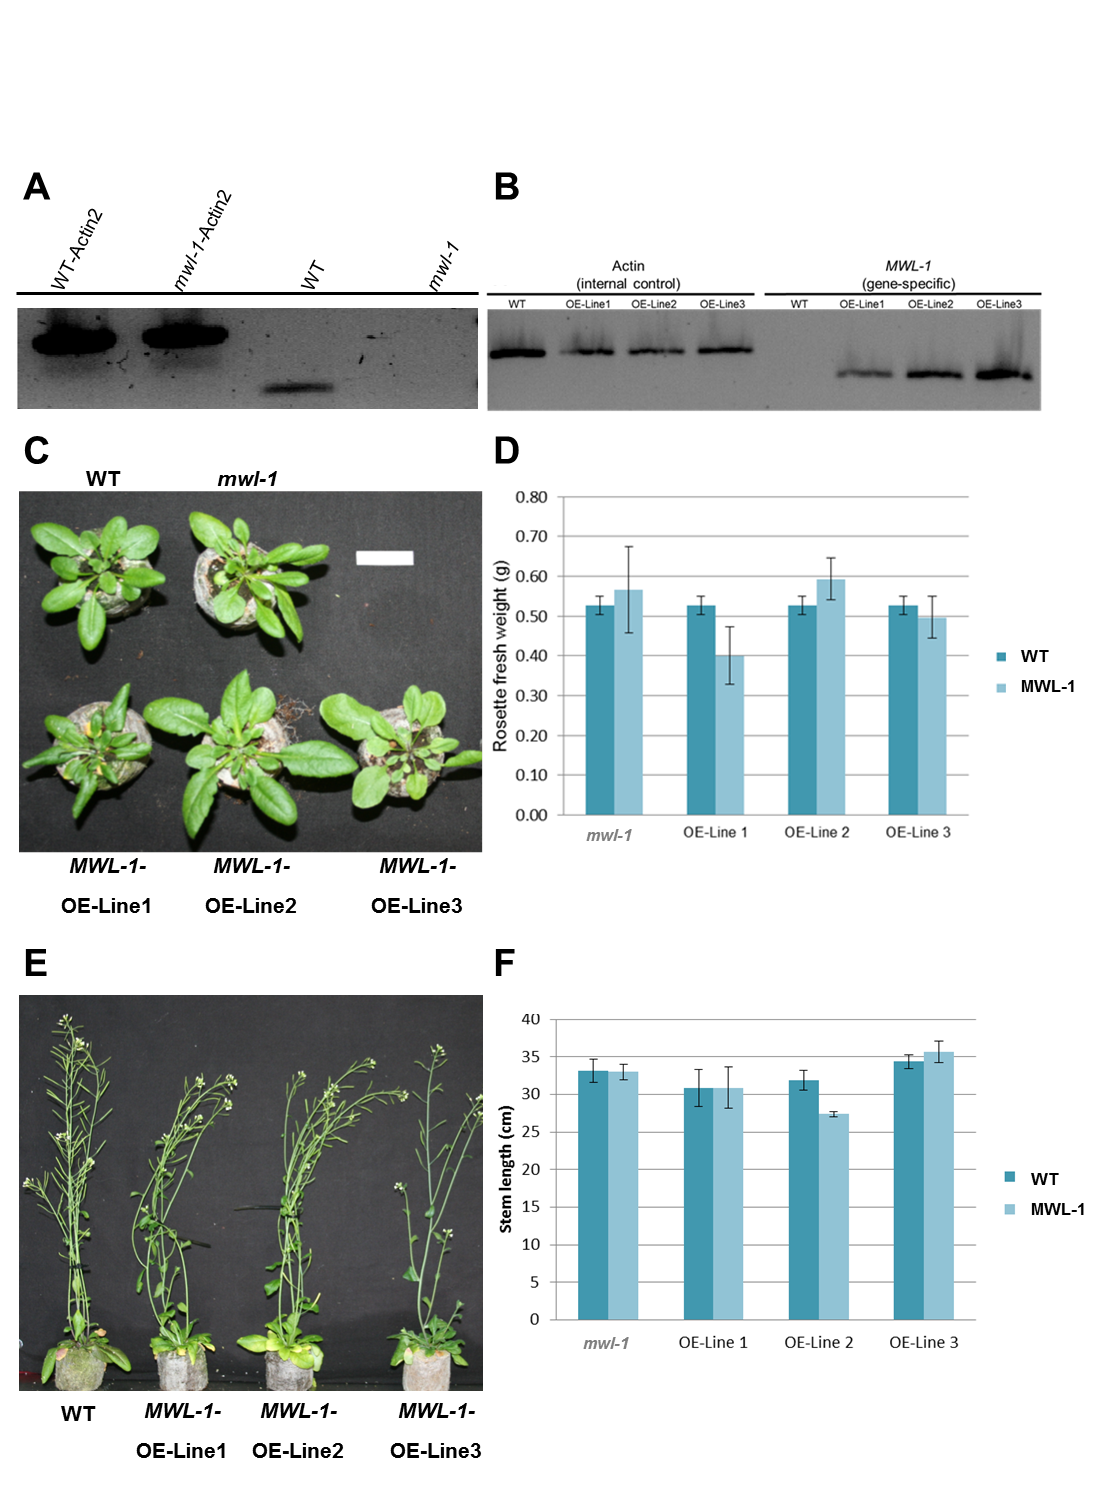 A
WT-Actin2
mwl-1-Actin2
WT
mwl-1
B
Actin
(internal control)
MWL-1
(gene-specific)
WT
OE-Line1
OE-Line2
OE-Line3
WT
OE-Line1
OE-Line2
OE-Line3
C
WT
mwl-1
MWL-1-
OE-Line1
MWL-1-
OE-Line2
MWL-1-
OE-Line3
D
Rosette fresh weight (g)
0.80
0.70
0.60
0.50
0.40
0.30
0.20
0.10
0.00
mwl-1
OE-Line 1
OE-Line 2
OE-Line 3
WT
MWL-1
E
WT
MWL-1-
OE-Line1
MWL-1-
OE-Line2
MWL-1-
OE-Line3
F
Stem length (cm)
40
35
30
25
20
15
10
5
0
mwl-1
OE-Line 1
OE-Line 2
OE-Line 3
WT
MWL-1